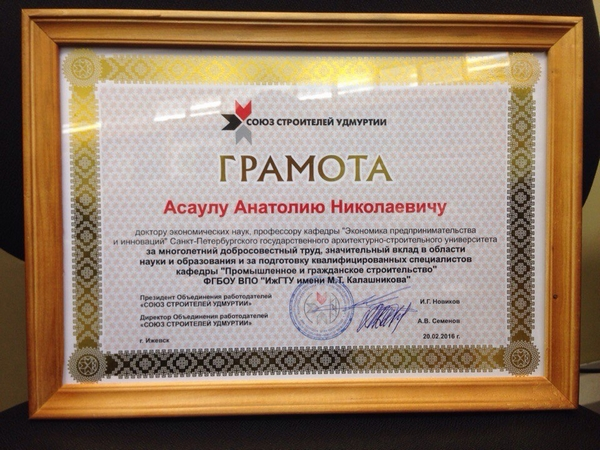 СОЮЗ СТРОИТЕЛЕЙ УДМУРТИИ
ГРАМОТА
Асаулу Анатолию Николаевичу
доктору экономических наук, профессору кафедры "Экономика предпринимательства
и инноваций" Санкт-Петербургского государственного архитектурно-строительного университета
за многолетний добросовестный труд, значительный вклад в области
науки и образования и за подготовку квалифицированных специалистов
кафедры "Промышленное и гражданское строительство"
ФГБОУ ВПО "ИжГТУ имени М.Т. Калашникова"
Президент Объединения работодателей
«СОЮЗ СТРОИТЕЛЕЙ УДМУРТИИ»
И.Г. Новиков
Директор Объединения работодателей
«СОЮЗ СТРОИТЕЛЕЙ УДМУРТИИ»
А.В. Семенов
г. Ижевск
20.02.2016 г.